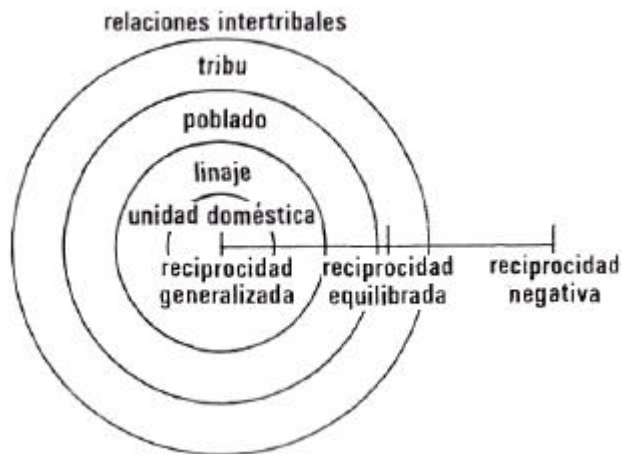 relaciones intertribales
tribu
poblado
linaje
unidad doméstica
reciprocidad
generalizada
reciprocidad
equilibrada
reciprocidad
negativa